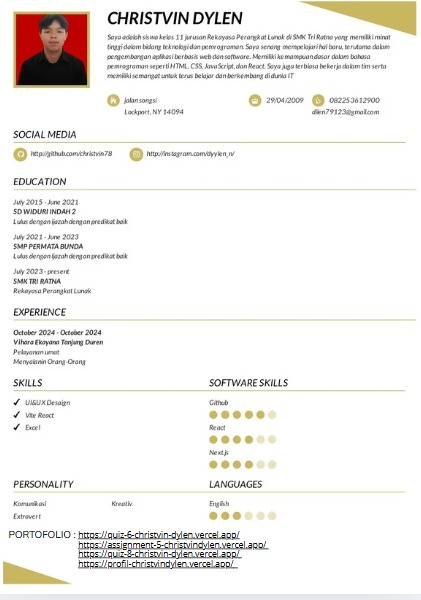 CHRISTVIN DYLEN
Saya adalah siswa kelas 11 jurusan Rekayasa Perangkat Lunak di SMK Tri Ratna yang memiliki minat
tinggi dalam bidang teknologi dan pemrograman. Saya senang mempelajari hal baru, terutama dalam
pengembangan aplikasi berbasis web dan software. Memiliki kemampuan dasar dalam bahasa
pemrograman seperti HTML, CSS, JavaScript, dan React. Saya juga terbiasa bekerja dalam tim serta
memiliki semangat untuk terus belajar dan berkembang di dunia IT
jalan songsi
Lockport, NY 14094
29/04/2009
082253612900
dilen79123@gmail.com
SOCIAL MEDIA
http://github.com/christvin78
http://instagram.com/dyylen_n/
EDUCATION
July 2015 - June 2021
SD WIDURI INDAH 2
Lulus dengan ijazah dengan predikat baik
July 2021 - June 2023
SMP PERMATA BUNDA
Lulus dengan ijazah dengan predikat baik
July 2023 - present
SMK TRI RATNA
Rekayasa Perangkat Lunak
EXPERIENCE
October 2024 - October 2024
Vihara Ekayana Tanjung Duren
Pelayanan umat
Menyalanin Orang-Orang
SKILLS
UI&UX Desaign
Vite React
Excel
SOFTWARE SKILLS
Github
React
Next.js
PERSONALITY
Komunikasi
Kreativ
Extrovert
LANGUAGES
English
PORTOFOLIO : https://quiz-6-christvin-dylen.vercel.app/
https://assignment-5-christvindylen.vercel.app/
https://quiz-8-christvin-dylen.vercel.app/
https://profil-christvindylen.vercel.app/